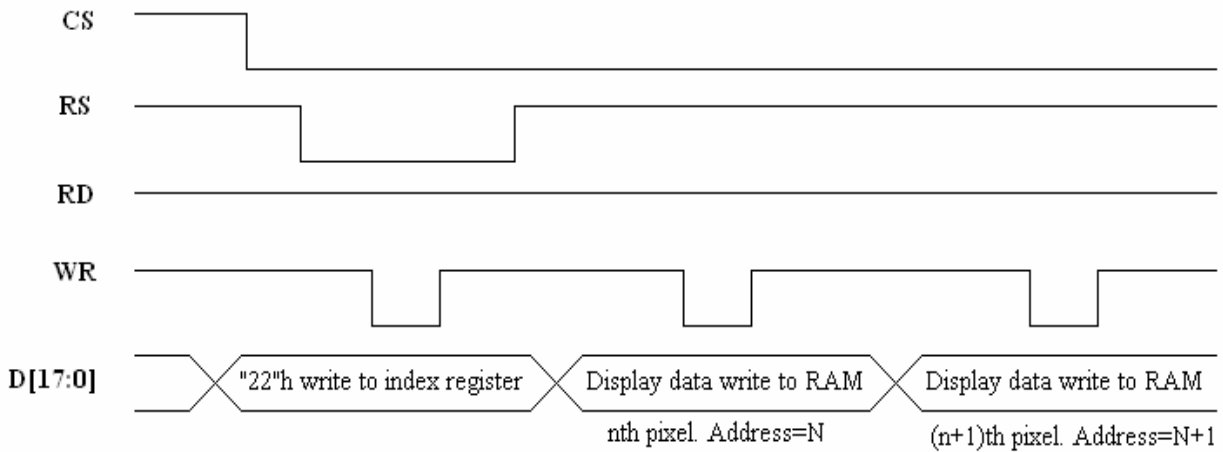 CS
RS
RD
WR
D[17:0]
"22"h write to index register
Display data write to RAM
Display data write to RAM
nth pixel. Address=N
(n+1)th pixel. Address=N+1